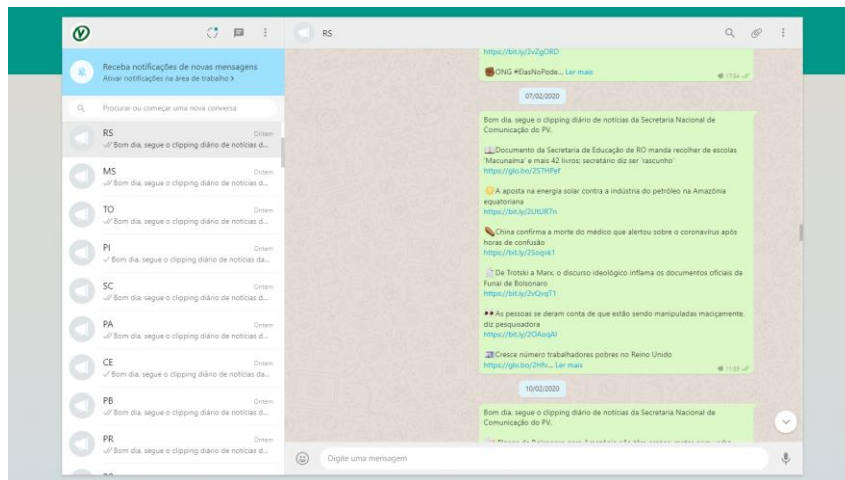 RS
https://bit.ly/2vZgORD
ONG #ElasNoPode... Ler mais
17:04
Receba notificações de novas mensagens
Ativar notificações na área de trabalho >
Procurar ou começar uma nova conversa
RS
Ontem
Bom dia, segue o clipping diário de notícias d...
MS
Ontem
Bom dia, segue o clipping diário de notícias d...
TO
Ontem
Bom dia, segue o clipping diário de notícias d...
PI
Ontem
Bom dia, segue o clipping diário de notícias da...
SC
Ontem
Bom dia, segue o clipping diário de notícias d...
PA
Ontem
Bom dia, segue o clipping diário de notícias d...
CE
Ontem
Bom dia, segue o clipping diário de notícias da...
PB
Ontem
Bom dia, segue o clipping diário de notícias d...
PR
Ontem
Bom dia, segue o clipping diário de notícias d...
07/02/2020
Bom dia, segue o clipping diário de notícias da Secretaria Nacional de
Comunicação do PV.
Documento da Secretaria de Educação de RO manda recolher de escolas
'Macunaíma' e mais 42 livros; secretário diz ser 'rascunho'
https://glo.bo/2S7HPef
A aposta na energia solar contra a indústria do petróleo na Amazônia
equatoriana
https://bit.ly/2UtUR7n
China confirma a morte do médico que alertou sobre o coronavírus após
horas de confusão
https://bit.ly/2Soqvk1
De Trotski a Marx, o discurso ideológico inflama os documentos oficiais da
Funai de Bolsonaro
https://bit.ly/2vQvqT1
As pessoas se deram conta de que estão sendo manipuladas maciçamente,
diz pesquisadora
https://bit.ly/2OAoqAI
Cresce número trabalhadores pobres no Reino Unido
https://glo.bo/2Hfv... Ler mais
11:09
10/02/2020
Bom dia, segue o clipping diário de notícias da Secretaria Nacional de
Comunicação do PV.
Digite uma mensagem